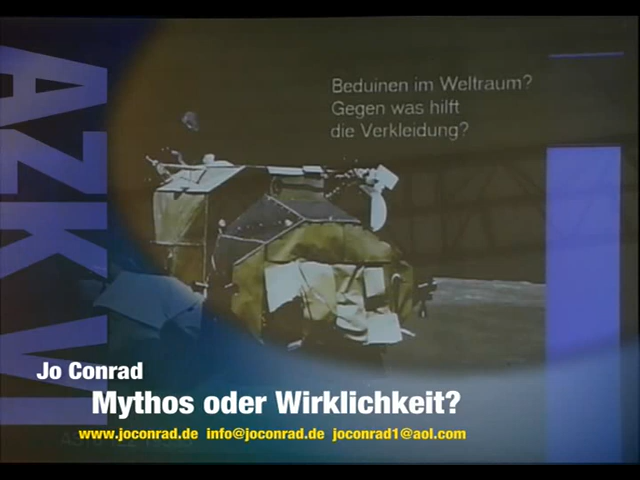 AZK VI
Beduinen im Weltraum?
Gegen was hilft
die Verkleidung?
Jo Conrad
Mythos oder Wirklichkeit?
www.joconrad.de info@joconrad.de joconrad1@aol.com